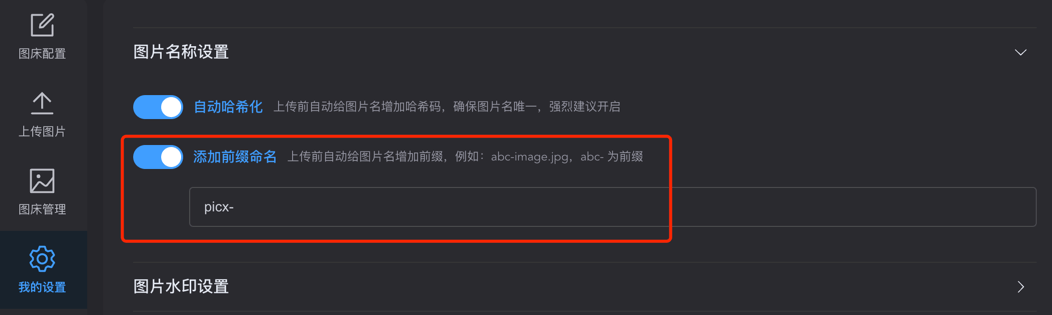 图床配置
上传图片
图床管理
我的设置
图片名称设置
自动哈希化 上传前自动给图片名增加哈希码，确保图片名唯一，强烈建议开启
添加前缀命名 上传前自动给图片名增加前缀，例如：abc-image.jpg，abc- 为前缀
picx-
图片水印设置